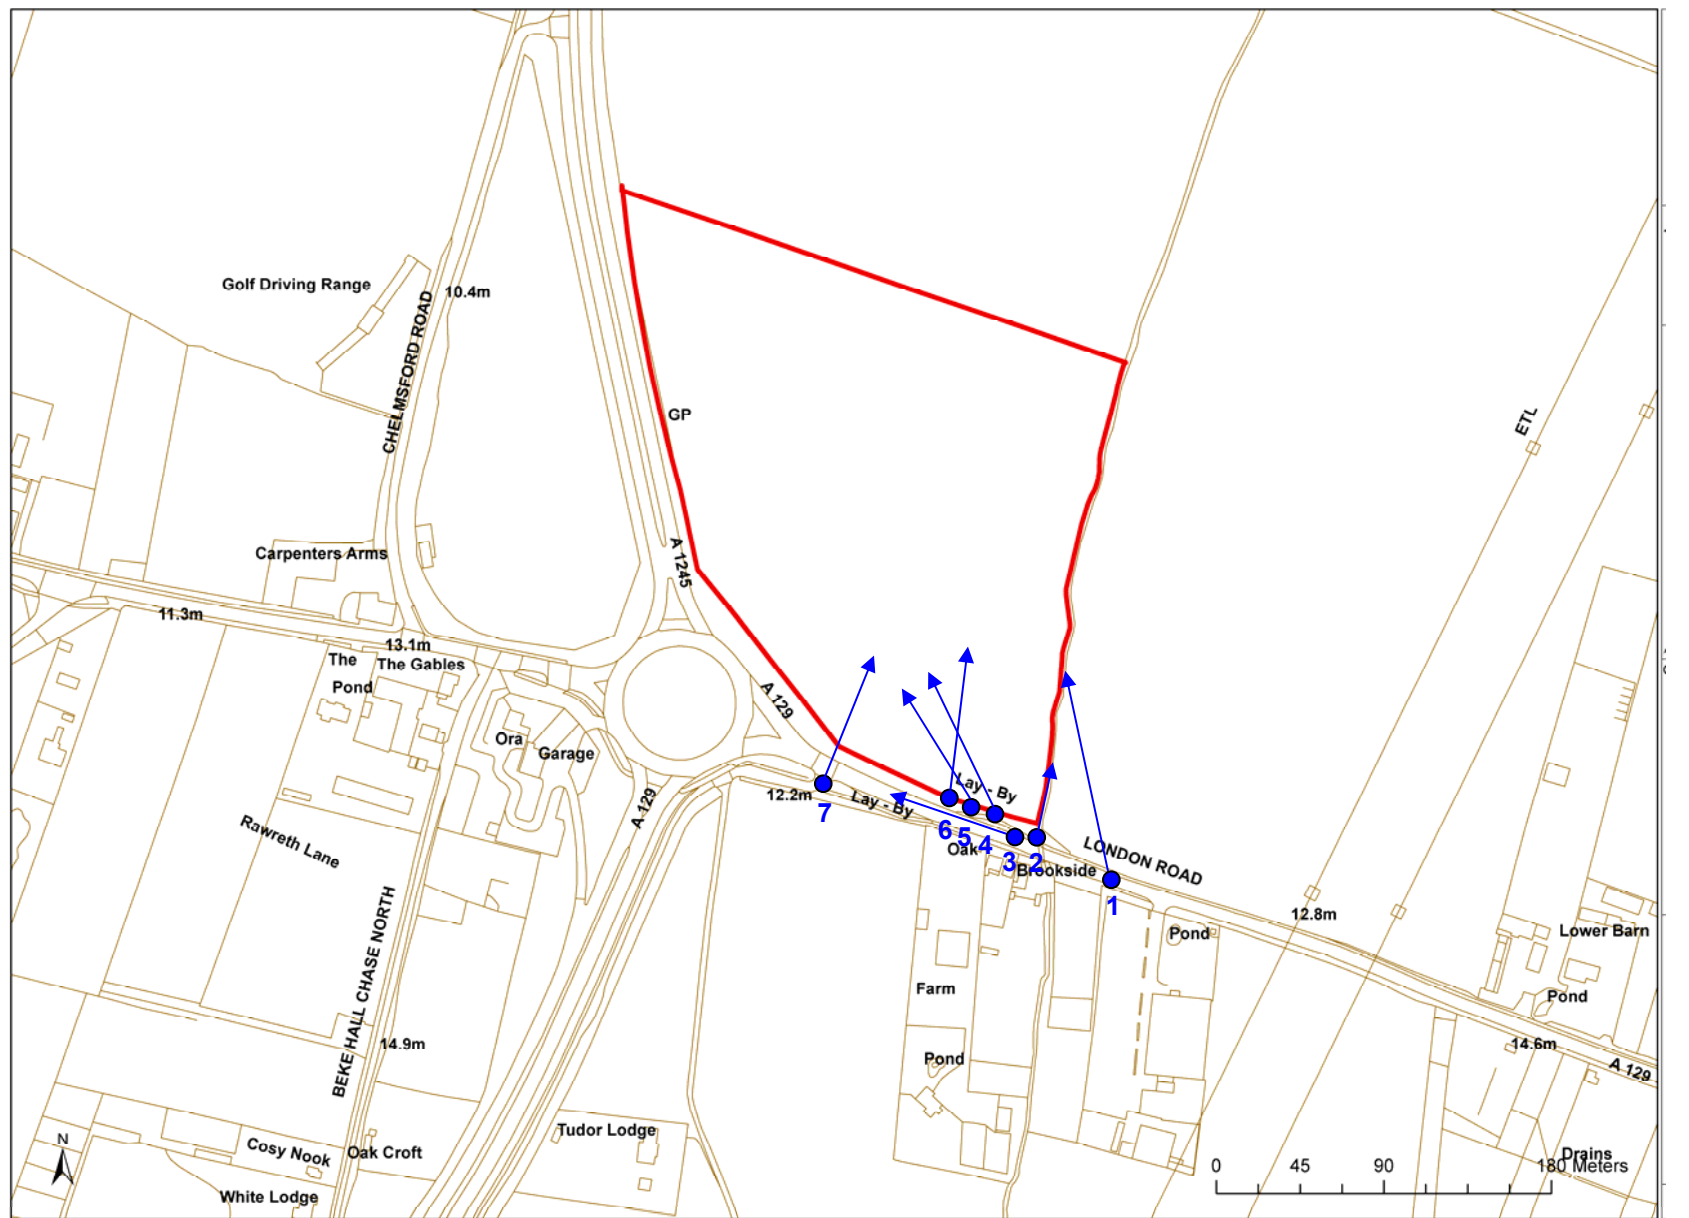 Golf Driving Range
10.4m
CHELMSFORD ROAD
GP
ETL
A 1245
Carpenters Arms
11.3m
13.1m
The
Pond
The Gables
A 129
Ora
Garage
12.2m
Lay - By
Lay - By
A 129
7
6
5
4
3
2
1
Oak
Brookside
LONDON ROAD
Rawreth Lane
12.8m
Pond
Lower Barn
Farm
Pond
BEKE HALL CHASE NORTH
14.9m
Pond
14.6m
A 129
Tudor Lodge
N
Cosy Nook
Oak Croft
White Lodge
Drains
0 45 90 180 Meters